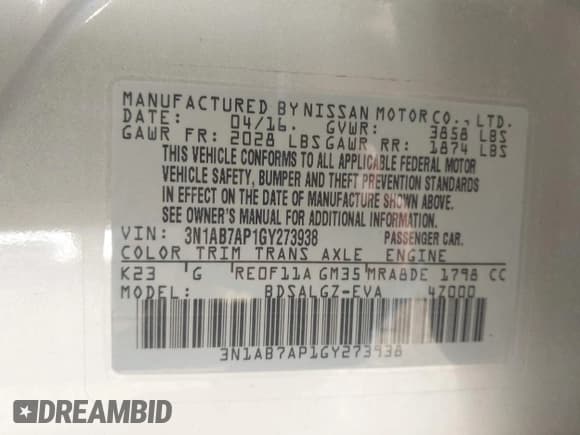 MANUFACTURED BY NISSAN MOTOR CO., LTD.
DATE: 04/16. GVWR: 3858 LBS
GAWR FR: 2028 LBS GAWR RR: 1874 LBS
THIS VEHICLE CONFORMS TO ALL APPLICABLE FEDERAL MOTOR
VEHICLE SAFETY, BUMPER AND THEFT PREVENTION STANDARDS
IN EFFECT ON THE DATE OF MANUFACTURE SHOWN ABOVE.
SEE OWNER'S MANUAL FOR ADDITIONAL INFORMATION.
VIN: 3N1AB7AP1GY273938 PASSENGER CAR.
COLOR TRIM TRANS AXLE ENGINE
K23 G RE0F11A GM35 MRA8DE 1798 CC
MODEL: BDSALGZ-EVA 47000
3N1AB7AP1GY273938
DREAMBID